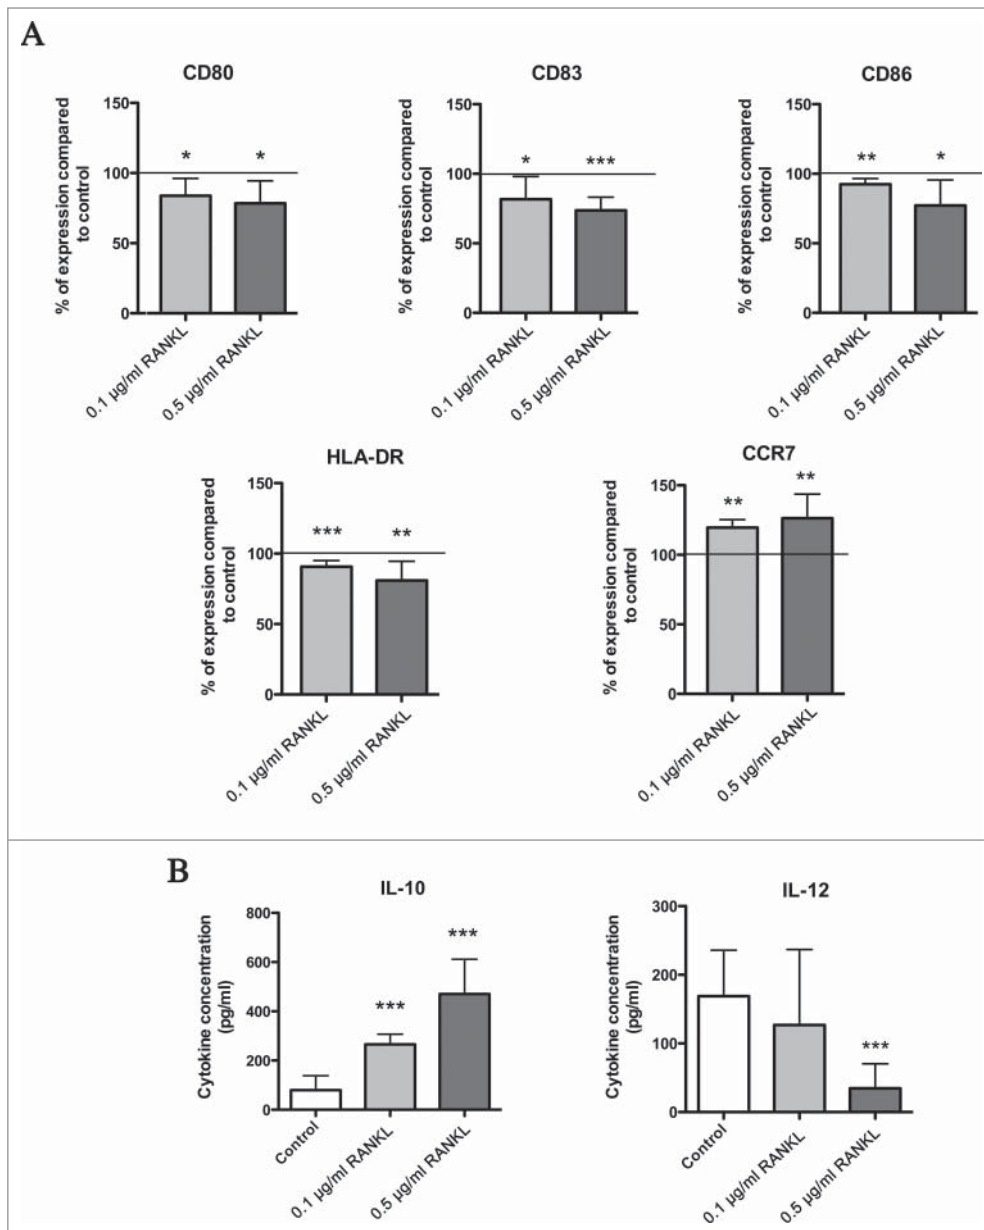 A
CD80
% of expression compared
to control
150
100
50
0
*
*
0.1 µg/ml RANKL
0.5 µg/ml RANKL
CD83
% of expression compared
to control
150
100
50
0
*
***
0.1 µg/ml RANKL
0.5 µg/ml RANKL
CD86
% of expression compared
to control
150
100
50
0
**
*
0.1 µg/ml RANKL
0.5 µg/ml RANKL
HLA-DR
% of expression compared
to control
150
100
50
0
***
**
0.1 µg/ml RANKL
0.5 µg/ml RANKL
CCR7
% of expression compared
to control
150
100
50
0
**
**
0.1 µg/ml RANKL
0.5 µg/ml RANKL
B
IL-10
Cytokine concentration
(pg/ml)
800
600
400
200
0
***
***
Control
0.1 µg/ml RANKL
0.5 µg/ml RANKL
IL-12
Cytokine concentration
(pg/ml)
300
200
100
0
***
Control
0.1 µg/ml RANKL
0.5 µg/ml RANKL